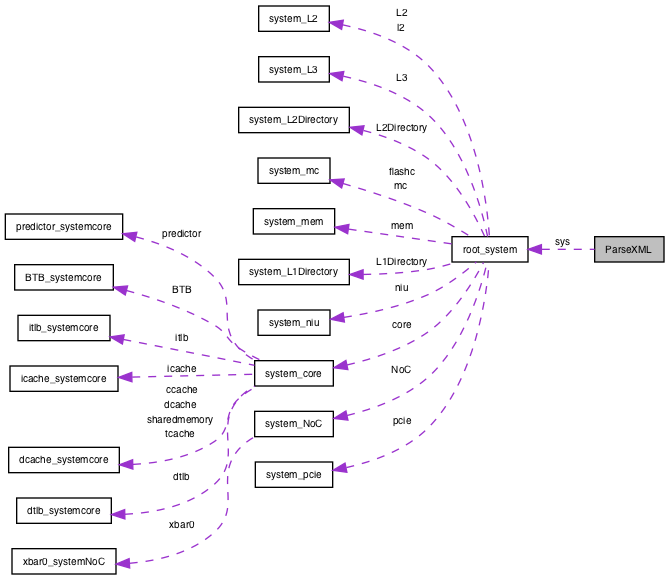 system_L2
L2
l2
system_L3
L3
system_L2Directory
L2Directory
system_mc
flashc
mc
system_mem
mem
predictor_systemcore
predictor
root_system
sys
ParseXML
system_L1Directory
L1Directory
BTB_systemcore
BTB
niu
system_niu
itlb_systemcore
itlb
core
system_core
icache_systemcore
icache
NoC
ccache
dcache
sharedmemory
tcache
system_NoC
pcie
dcache_systemcore
system_pcie
dtlb
dtlb_systemcore
xbar0
xbar0_systemNoC